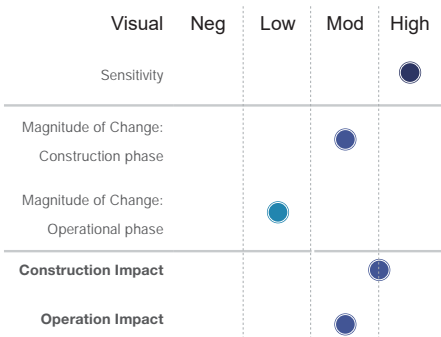 Visual Neg Low Mod High
Sensitivity
Magnitude of Change:
Construction phase
Magnitude of Change:
Operational phase
Construction Impact
Operation Impact